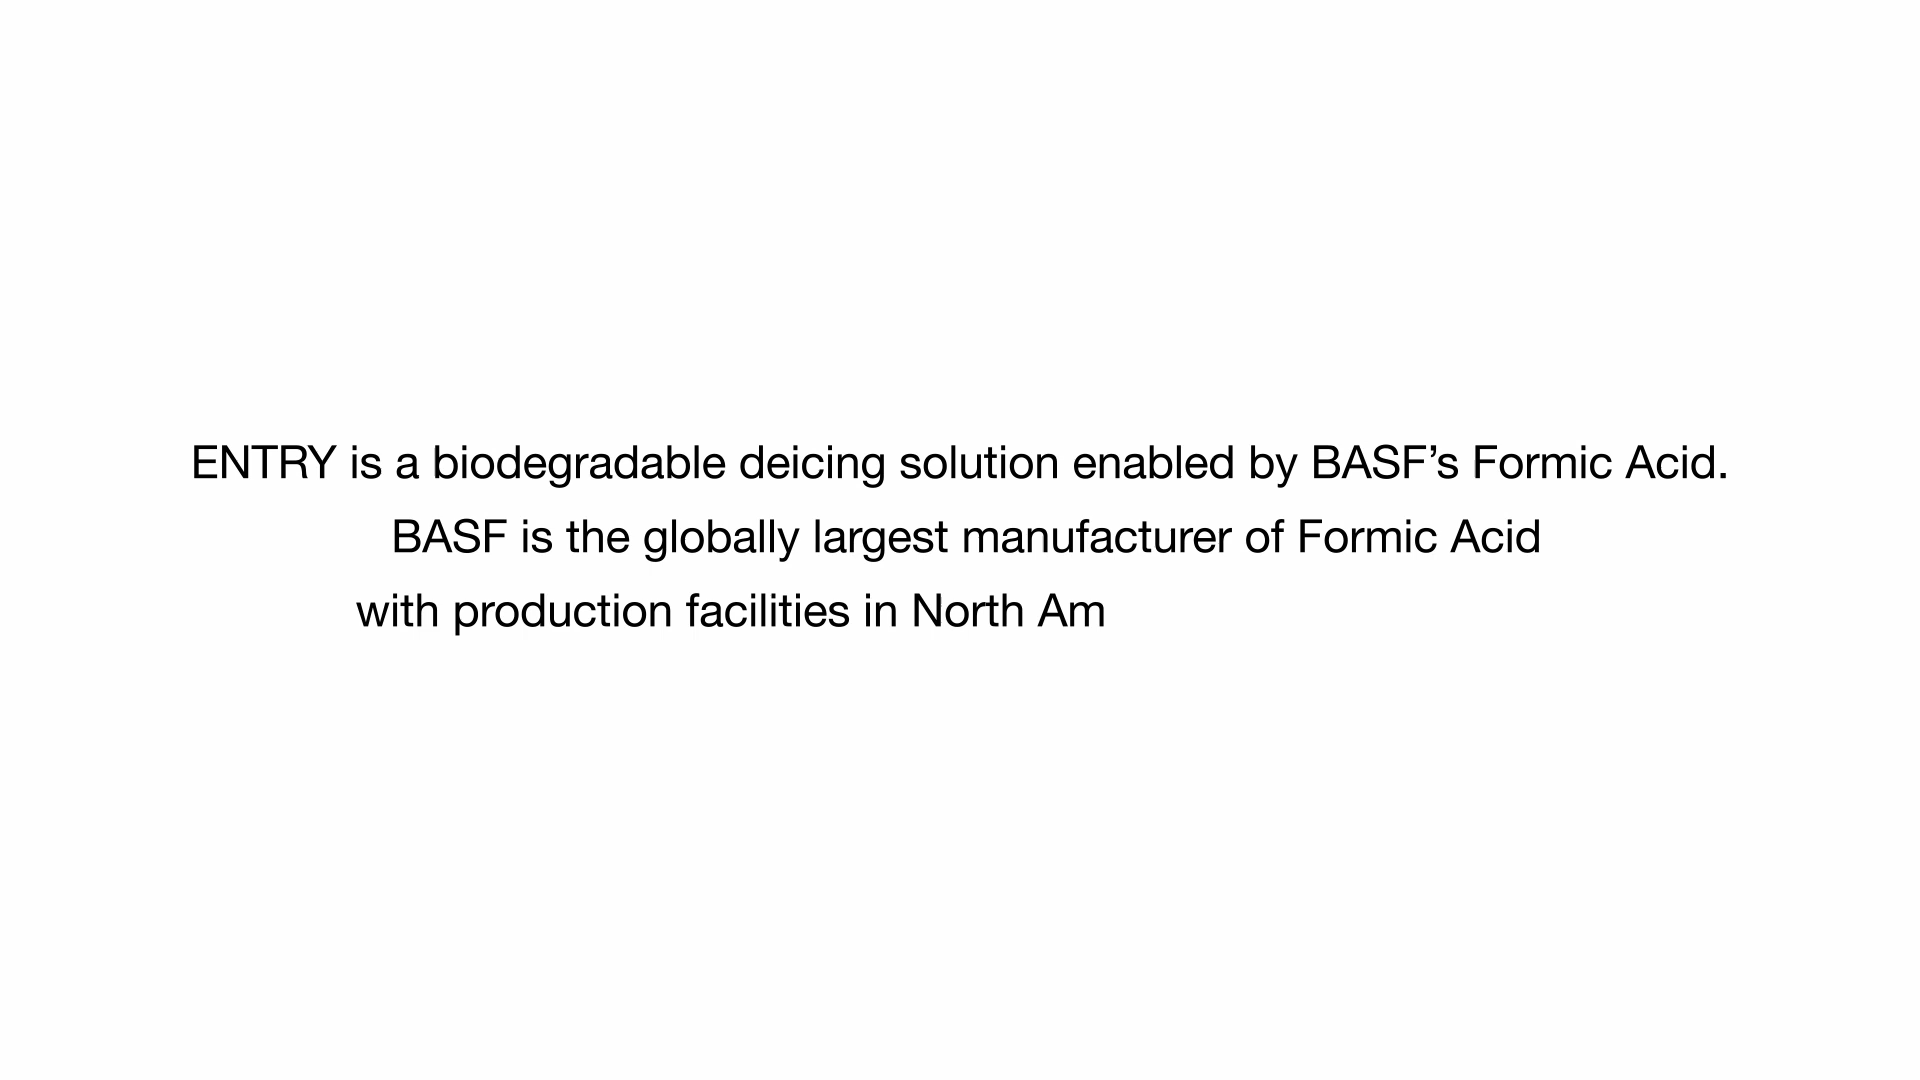 ENTRY is a biodegradable deicing solution enabled by BASF’s Formic Acid.
BASF is the globally largest manufacturer of Formic Acid
with production facilities in North Am